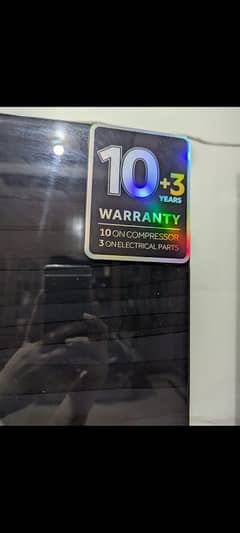 10+3
YEARS
WARRANTY
10 ON COMPRESSOR
3 ON ELECTRICAL PARTS